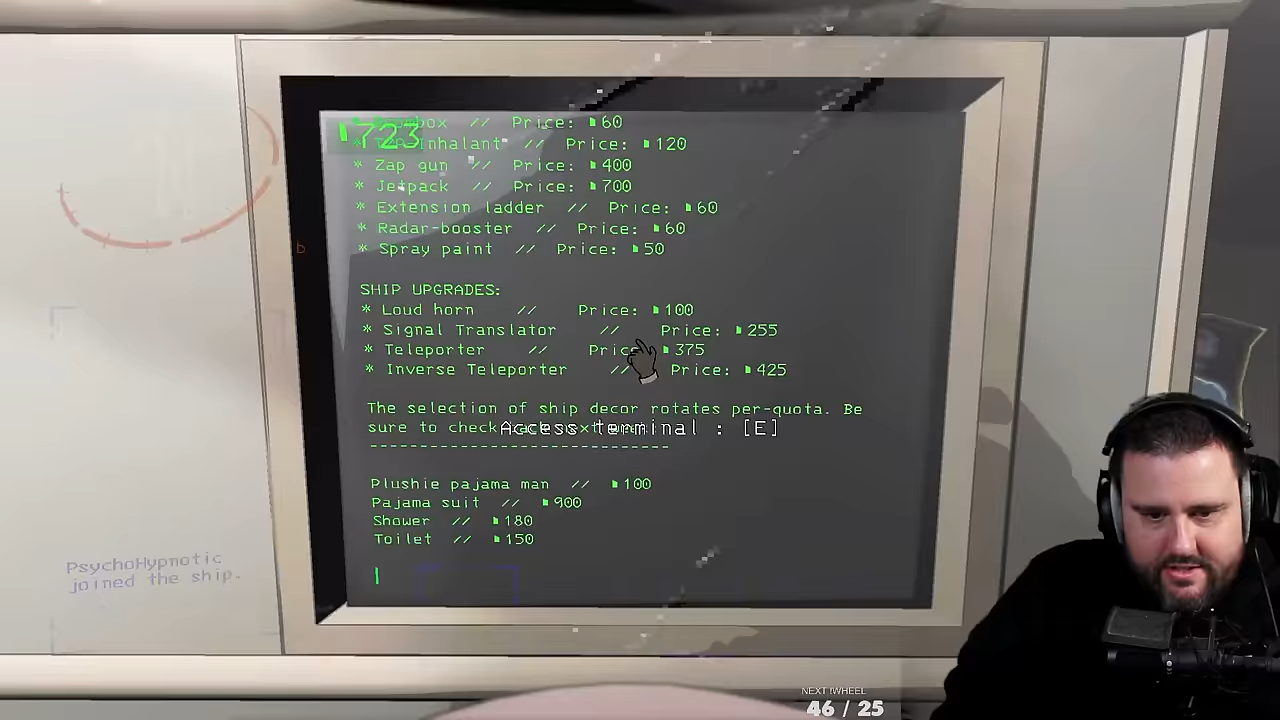 * Boombox // Price: ▮60
▮723
* TZP-Inhalant // Price: ▮120
* Zap gun // Price: ▮400
* Jetpack // Price: ▮700
* Extension ladder // Price: ▮60
* Radar-booster // Price: ▮60
* Spray paint // Price: ▮50
SHIP UPGRADES:
* Loud horn // Price: ▮100
* Signal Translator // Price: ▮255
* Teleporter // Price: ▮375
* Inverse Teleporter // Price: ▮425
The selection of ship decor rotates per-quota. Be
sure to check
Access terminal : [E]
-------------------------------
Plushie pajama man // ▮100
Pajama suit // ▮900
Shower // ▮180
Toilet // ▮150
PsychoHypnotic
joined the ship.
NEXT !WHEEL
46 / 25